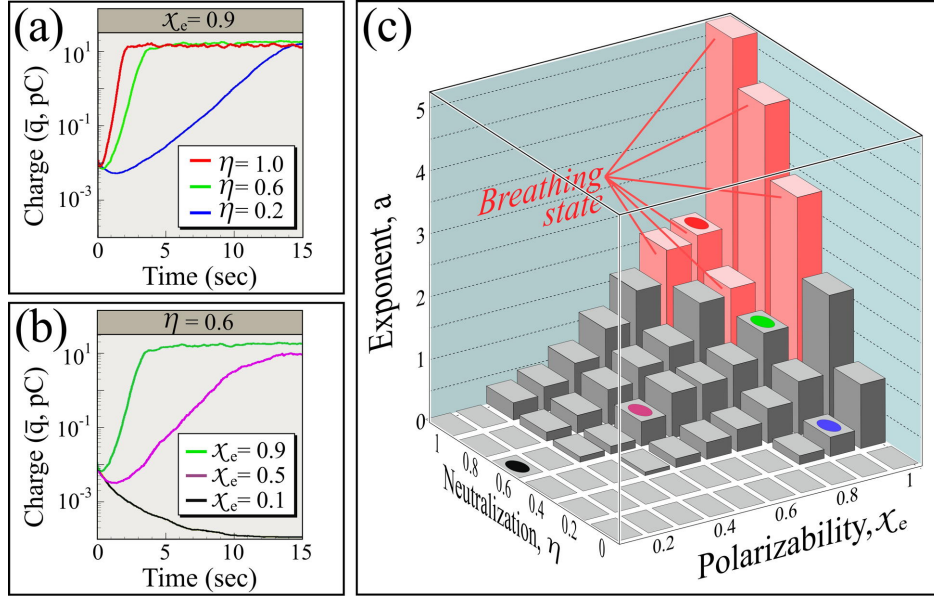 (a)
χe = 0.9
Charge (q̄, pC)
10^1
10^-1
10^-3
η = 1.0
η = 0.6
η = 0.2
0 5 10 15
Time (sec)
(b)
η = 0.6
Charge (q̄, pC)
10^1
10^-1
10^-3
χe = 0.9
χe = 0.5
χe = 0.1
0 5 10 15
Time (sec)
(c)
Breathing
state
Exponent, a
5
4
3
2
1
0
1 0.8 0.6 0.4 0.2 0
Neutralization, η
0.2 0.4 0.6 0.8 1
Polarizability, χe